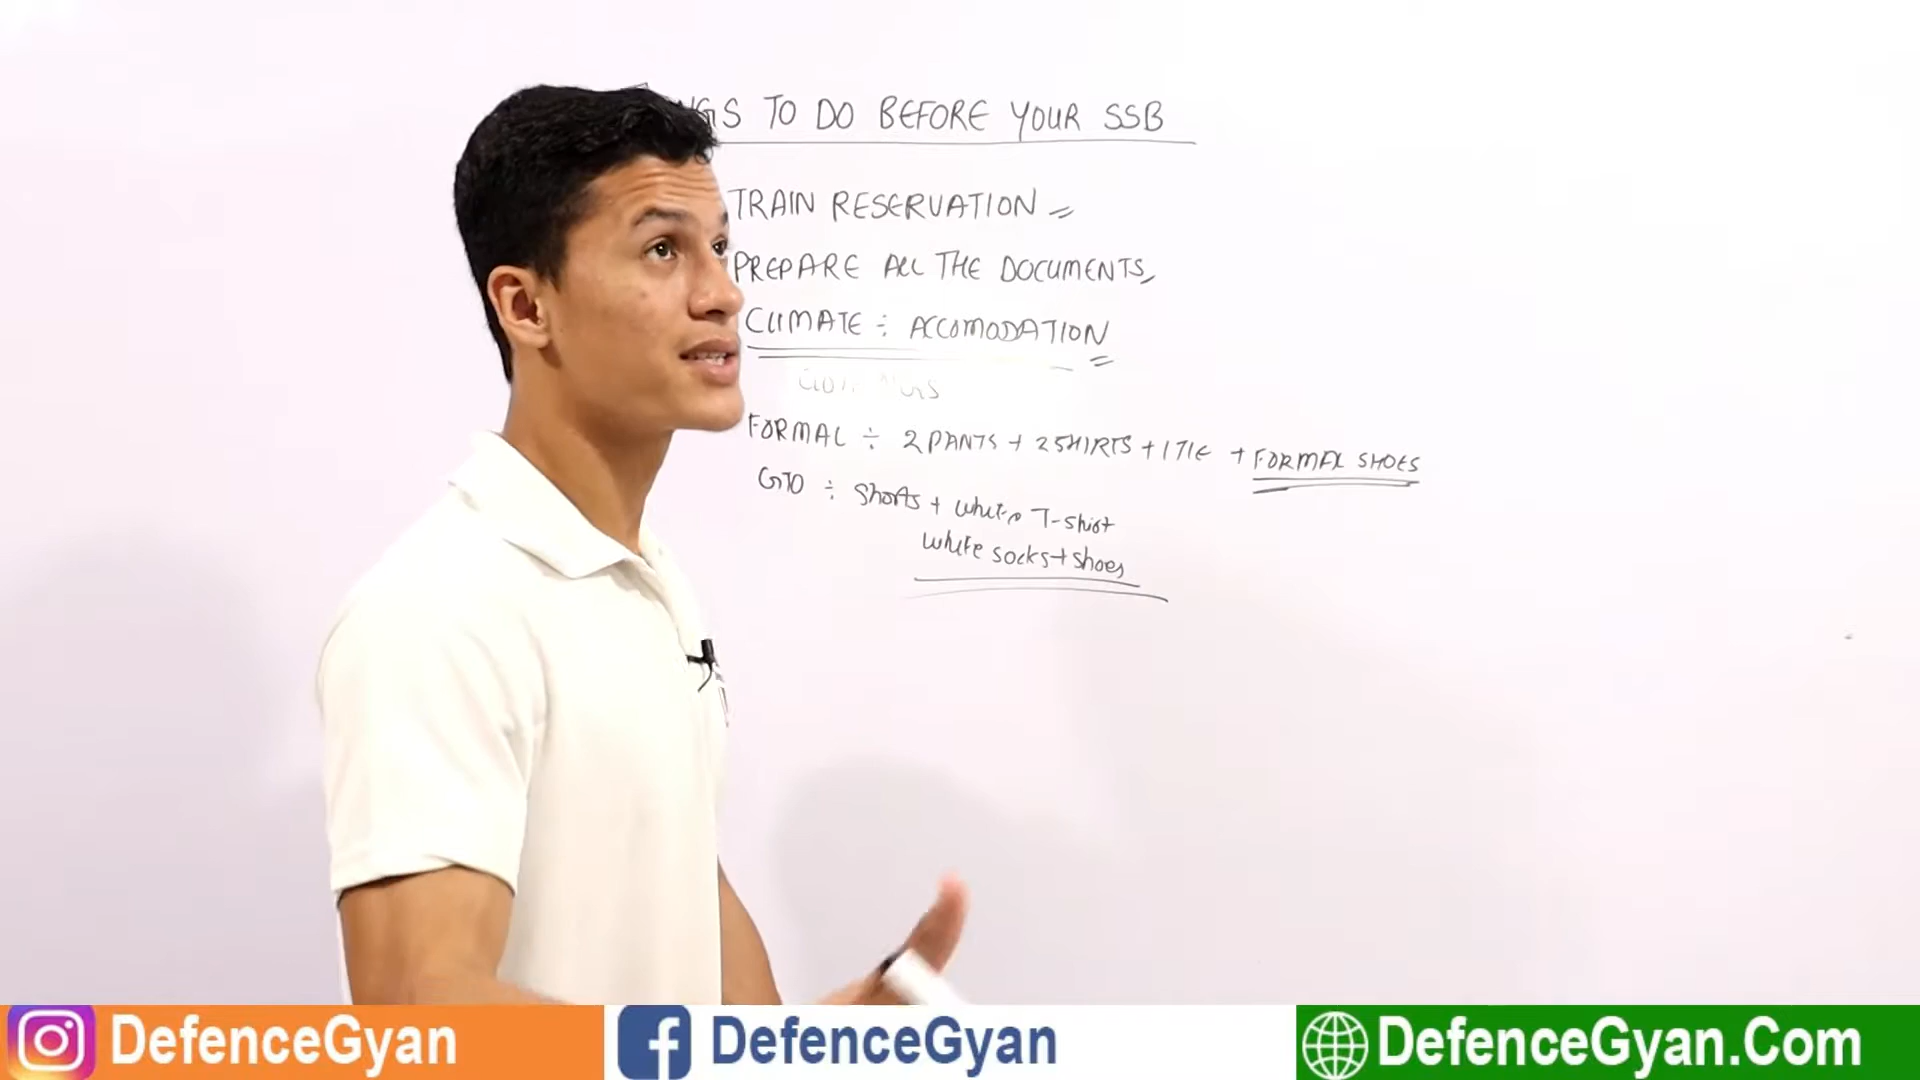 TO DO BEFORE YOUR SSB
TRAIN RESERVATION
PREPARE ALL THE DOCUMENTS,
CLIMATE ÷ ACCOMODATION
FORMAL ÷ 2 PANTS + 2 SHIRTS + 1 TIE + FORMAL SHOES
GTO ÷ Shorts + white T-shirt
white socks + shoes
DefenceGyan
DefenceGyan
DefenceGyan.Com